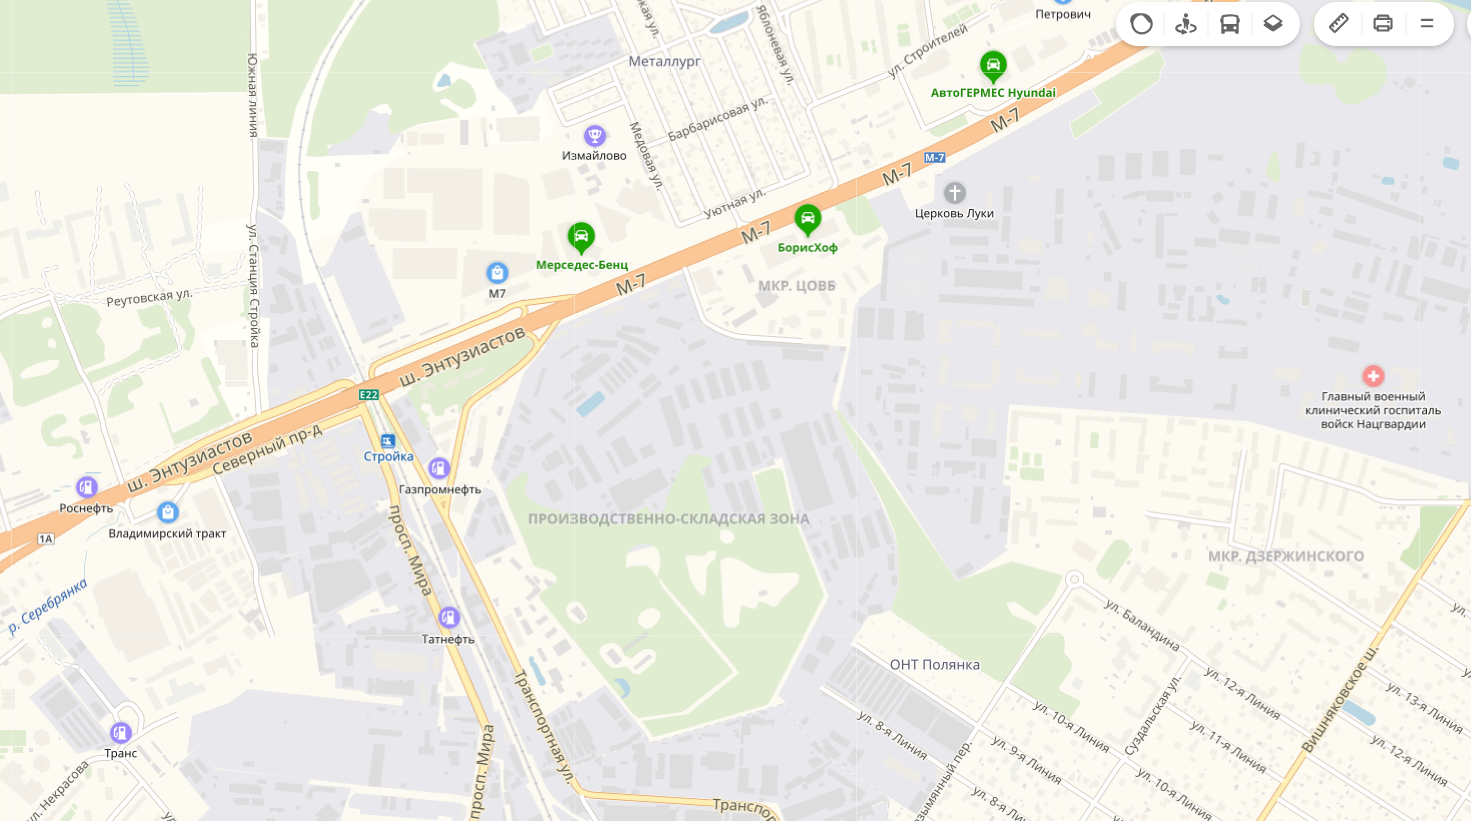 Петрович
Яблоневая ул.
ул. Строителей
Металлург
АвтоГЕРМЕС Hyundai
Южная линия
Барбарисовая ул.
М-7
Измайлово
Медовая ул.
М-7
М-7
Церковь Луки
Уютная ул.
М-7
БорисХоф
ул. Станция Стройка
Мерседес-Бенц
М7
М-7
МКР. ЦОВБ
Реутовская ул.
ш. Энтузиастов
E22
Главный военный
клинический госпиталь
войск Нацгвардии
Северный пр-д
ш. Энтузиастов
Стройка
Газпромнефть
Роснефть
Владимирский тракт
1А
ПРОИЗВОДСТВЕННО-СКЛАДСКАЯ ЗОНА
просп. Мира
МКР. ДЗЕРЖИНСКОГО
р. Серебрянка
Татнефть
ул. Баландина
ОНТ Полянка
ул. 12-я Линия
ул. 13-я Линия
Вишняковское ш.
Транспортная ул.
Суздальская ул.
ул. 10-я Линия
ул. 8-я Линия
ул. 11-я Линия
ул. 12-я Линия
Транс
просп. Мира
ул. 9-я Линия
ул. Некрасова
ул. 10-я Линия
ул. 8-я Линия